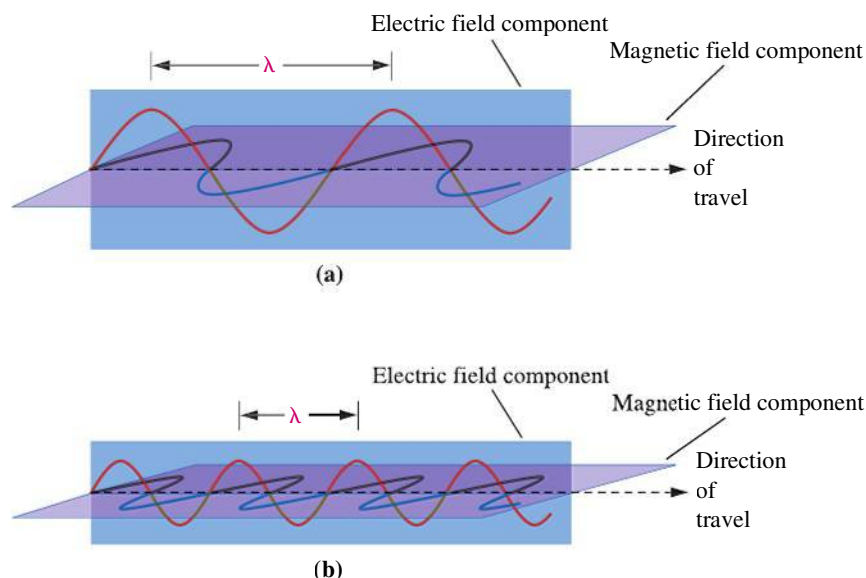 Electric field component
Magnetic field component
λ
Direction
of
travel
(a)
Electric field component
Magnetic field component
λ
Direction
of
travel
(b)